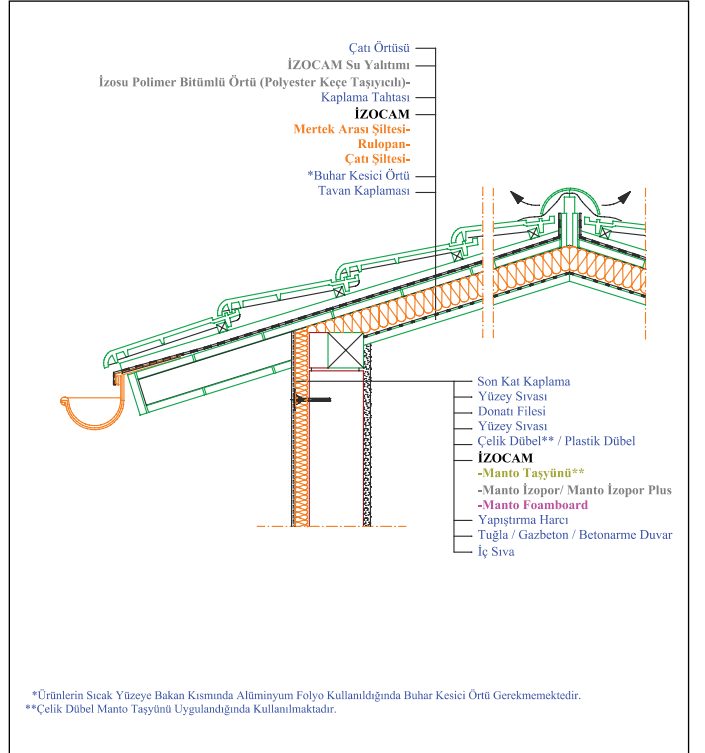 Çatı Örtüsü
İZOCAM Su Yalıtımı
İzosu Polimer Bitümlü Örtü (Polyester Keçe Taşıyıcılı)-
Kaplama Tahtası
İZOCAM
Mertek Arası Şiltesi-
Rulopan-
Çatı Şiltesi-
*Buhar Kesici Örtü
Tavan Kaplaması
Son Kat Kaplama
Yüzey Sıvası
Donatı Filesi
Yüzey Sıvası
Çelik Dübel** / Plastik Dübel
İZOCAM
-Manto Taşyünü**
-Manto İzopor/ Manto İzopor Plus
-Manto Foamboard
Yapıştırma Harcı
Tuğla / Gazbeton / Betonarme Duvar
İç Sıva
*Ürünlerin Sıcak Yüzeye Bakan Kısmında Alüminyum Folyo Kullanıldığında Buhar Kesici Örtü Gerekmemektedir.
**Çelik Dübel Manto Taşyünü Uygulandığında Kullanılmaktadır.